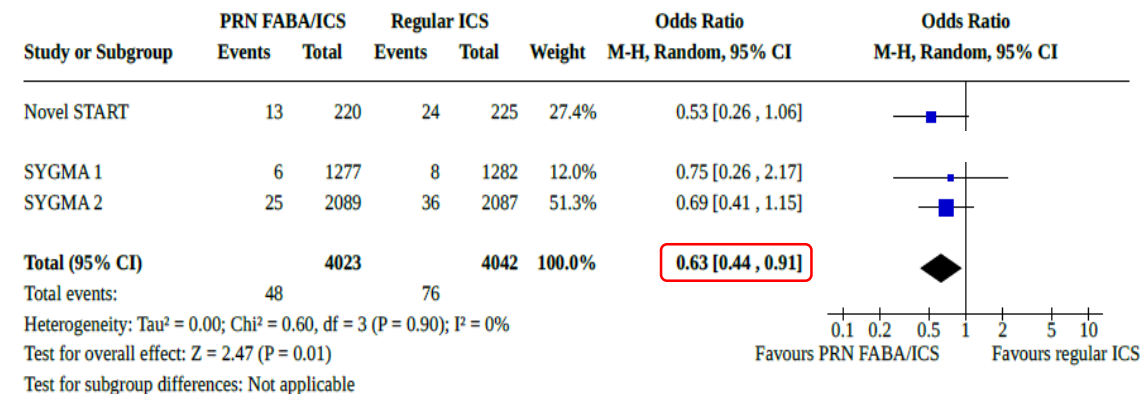 PRN FABA/ICS Regular ICS Odds Ratio Odds Ratio
Study or Subgroup Events Total Events Total Weight M-H, Random, 95% CI M-H, Random, 95% CI
Novel START 13 220 24 225 27.4% 0.53 [0.26 , 1.06]
SYGMA 1 6 1277 8 1282 12.0% 0.75 [0.26 , 2.17]
SYGMA 2 25 2089 36 2087 51.3% 0.69 [0.41 , 1.15]
Total (95% CI) 4023 4042 100.0% 0.63 [0.44 , 0.91]
Total events: 48 76
Heterogeneity: Tau² = 0.00; Chi² = 0.60, df = 3 (P = 0.90); I² = 0%
0.1 0.2 0.5 1 2 5 10
Test for overall effect: Z = 2.47 (P = 0.01)
Favours PRN FABA/ICS Favours regular ICS
Test for subgroup differences: Not applicable